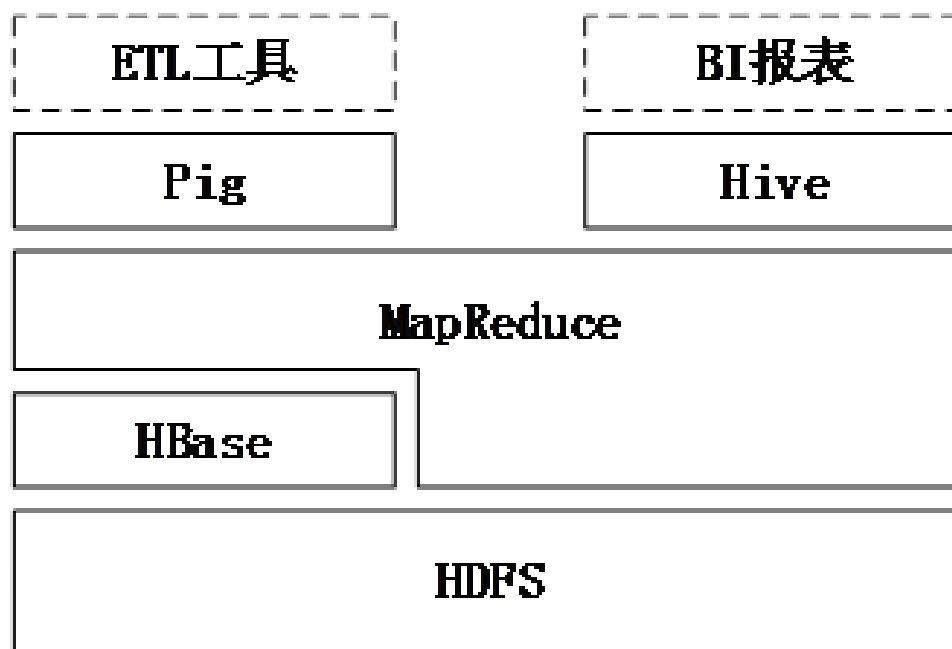 ETL工具
BI报表
Pig
Hive
MapReduce
HBase
HDFS